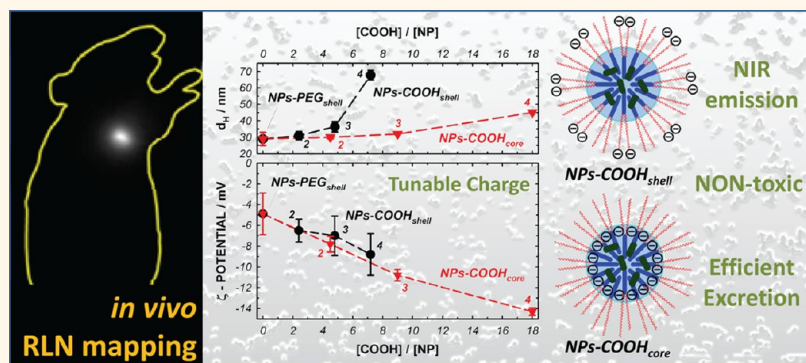 in vivo
RLN mapping
[COOH] / [NP]
0 2 4 6 8 10 12 14 16 18
d_H / nm
70
60
50
40
30
20
NPs-PEG_shell
4
NPs-COOH_shell
3
2
4
3
2
NPs-COOH_core
ζ - POTENTIAL / mV
-2
-4
-6
-8
-10
-12
-14
NPs-PEG_shell
Tunable Charge
2
3
NPs-COOH_shell
4
2
3
NPs-COOH_core
4
0 2 4 6 8 10 12 14 16 18
[COOH] / [NP]
NIR
emission
NPs-COOH_shell
NON-toxic
Efficient
Excretion
NPs-COOH_core